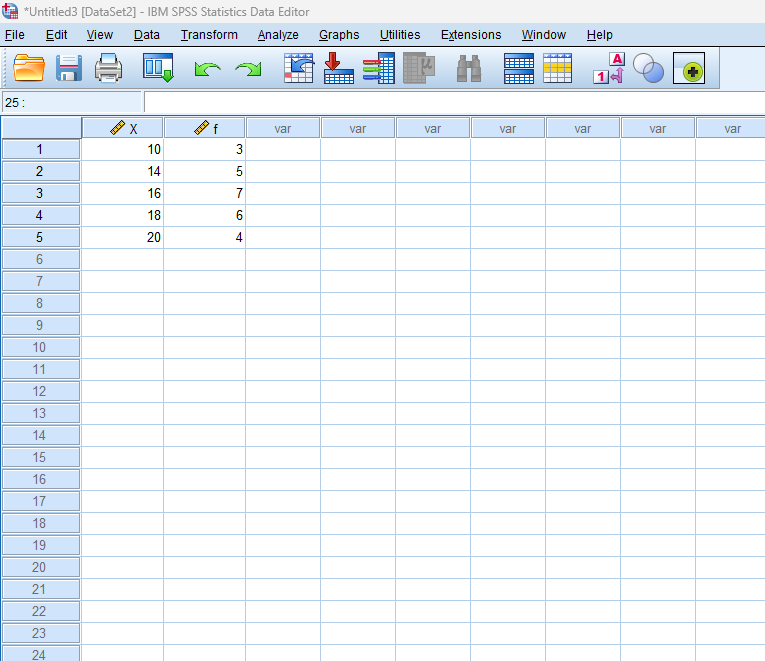 *Untitled3 [DataSet2] - IBM SPSS Statistics Data Editor
File Edit View Data Transform Analyze Graphs Utilities Extensions Window Help
A
1
µ
25 :
X f var var var var var var var
1 10 3
2 14 5
3 16 7
4 18 6
5 20 4
6
7
8
9
10
11
12
13
14
15
16
17
18
19
20
21
22
23
24